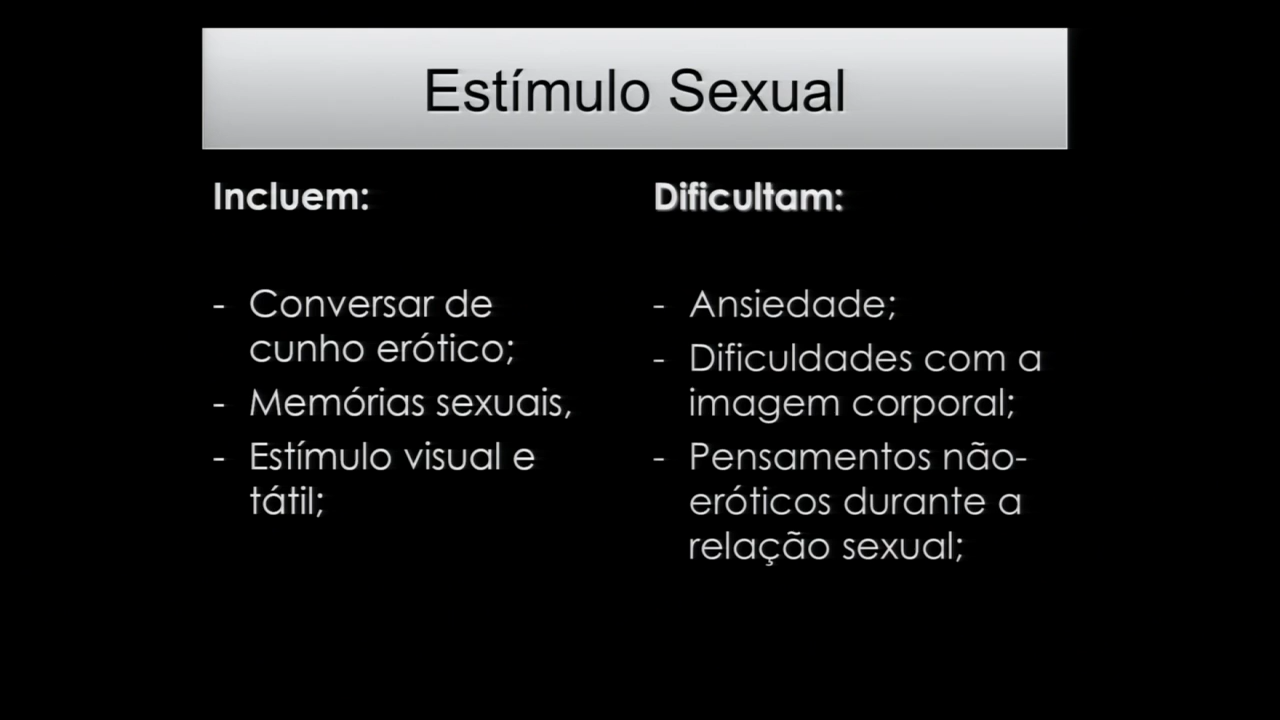 Estímulo Sexual
Incluem:
- Conversar de
cunho erótico;
- Memórias sexuais,
- Estímulo visual e
tátil;
Dificultam:
- Ansiedade;
- Dificuldades com a
imagem corporal;
- Pensamentos não-
eróticos durante a
relação sexual;